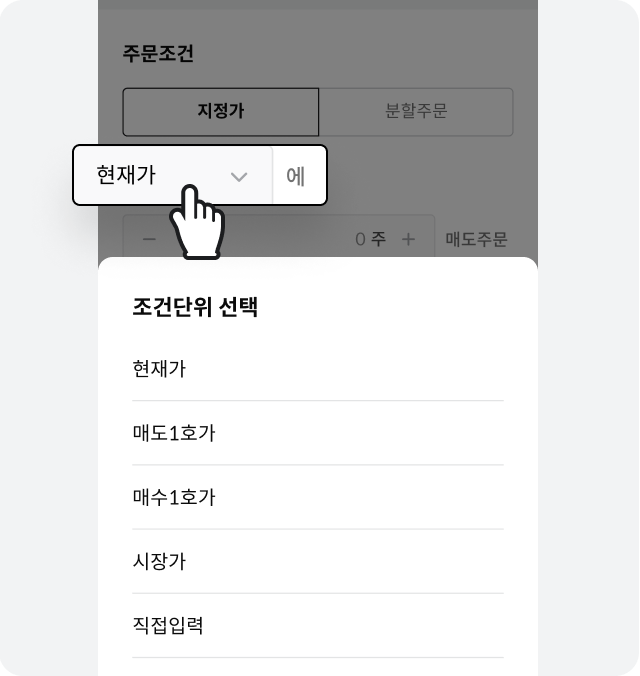 주문조건
지정가 분할주문
현재가 에
0 주 매도주문
조건단위 선택
현재가
매도1호가
매수1호가
시장가
직접입력